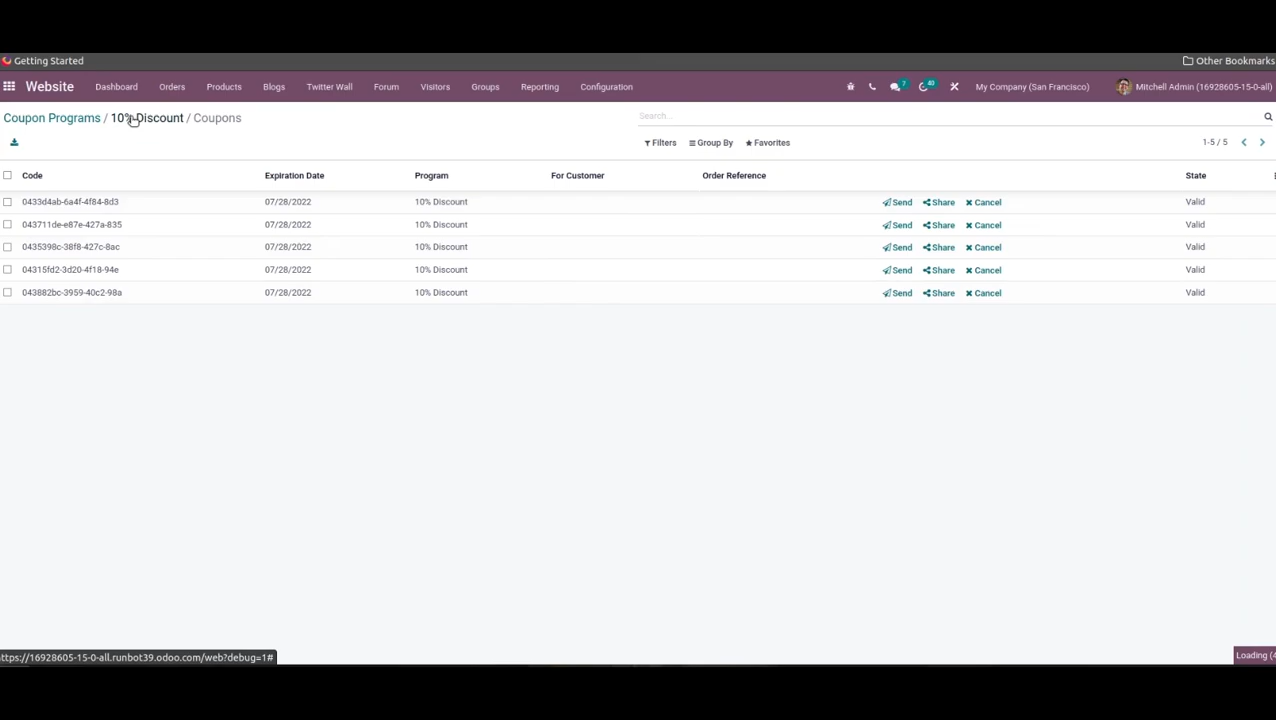 Getting Started Other Bookmarks
Website Dashboard Orders Products Blogs Twitter Wall Forum Visitors Groups Reporting Configuration 7 40 My Company (San Francisco) Mitchell Admin (16928605-15-0-all)
Coupon Programs / 10% Discount / Coupons Search...
Filters Group By Favorites 1-5 / 5
Code Expiration Date Program For Customer Order Reference State
0433d4ab-6a4f-4f84-8d3 07/28/2022 10% Discount Send Share Cancel Valid
043711de-e87e-427a-835 07/28/2022 10% Discount Send Share Cancel Valid
0435398c-38f8-427c-8ac 07/28/2022 10% Discount Send Share Cancel Valid
04315fd2-3d20-4f18-94e 07/28/2022 10% Discount Send Share Cancel Valid
043882bc-3959-40c2-98a 07/28/2022 10% Discount Send Share Cancel Valid
ttps://16928605-15-0-all.runbot39.odoo.com/web?debug=1# Loading (4